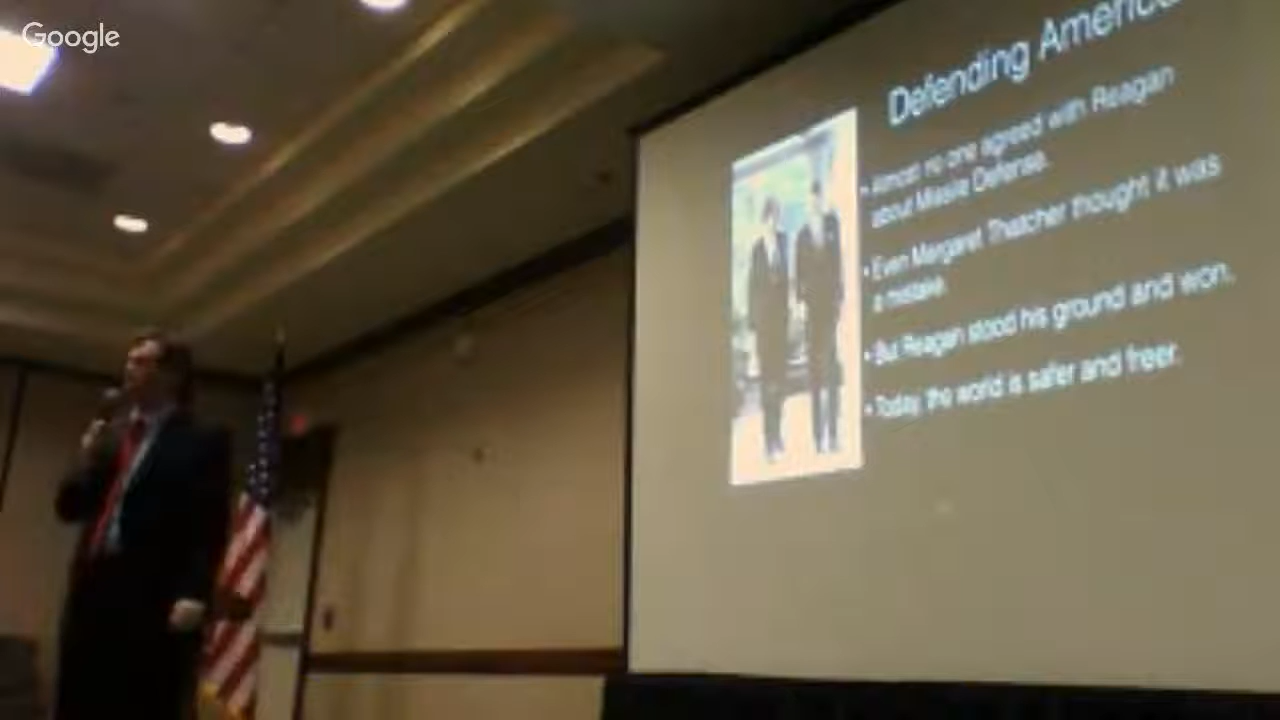 Google
Defending America
• Almost no one agreed with Reagan
about Missile Defense.
• Even Margaret Thatcher thought it was
a mistake.
• But Reagan stood his ground and won.
• Today, the world is safer and freer.